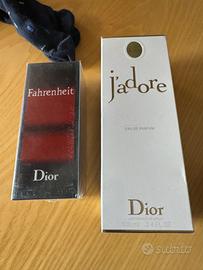 Fahrenheit
Dior
j'adore
EAU DE PARFUM
Dior
subito